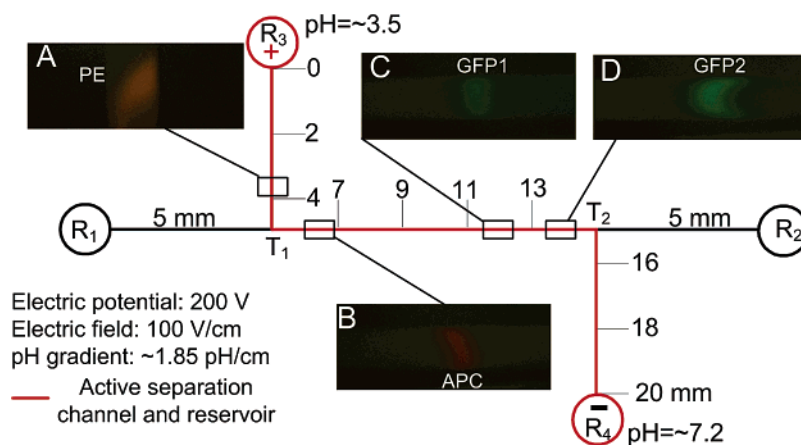 A
PE
R3
+
pH=~3.5
0
2
4
C
GFP1
D
GFP2
R1
5 mm
T1
7
9
11
13
T2
5 mm
R2
B
APC
16
18
20 mm
R4
pH=~7.2
Electric potential: 200 V
Electric field: 100 V/cm
pH gradient: ~1.85 pH/cm
Active separation
channel and reservoir